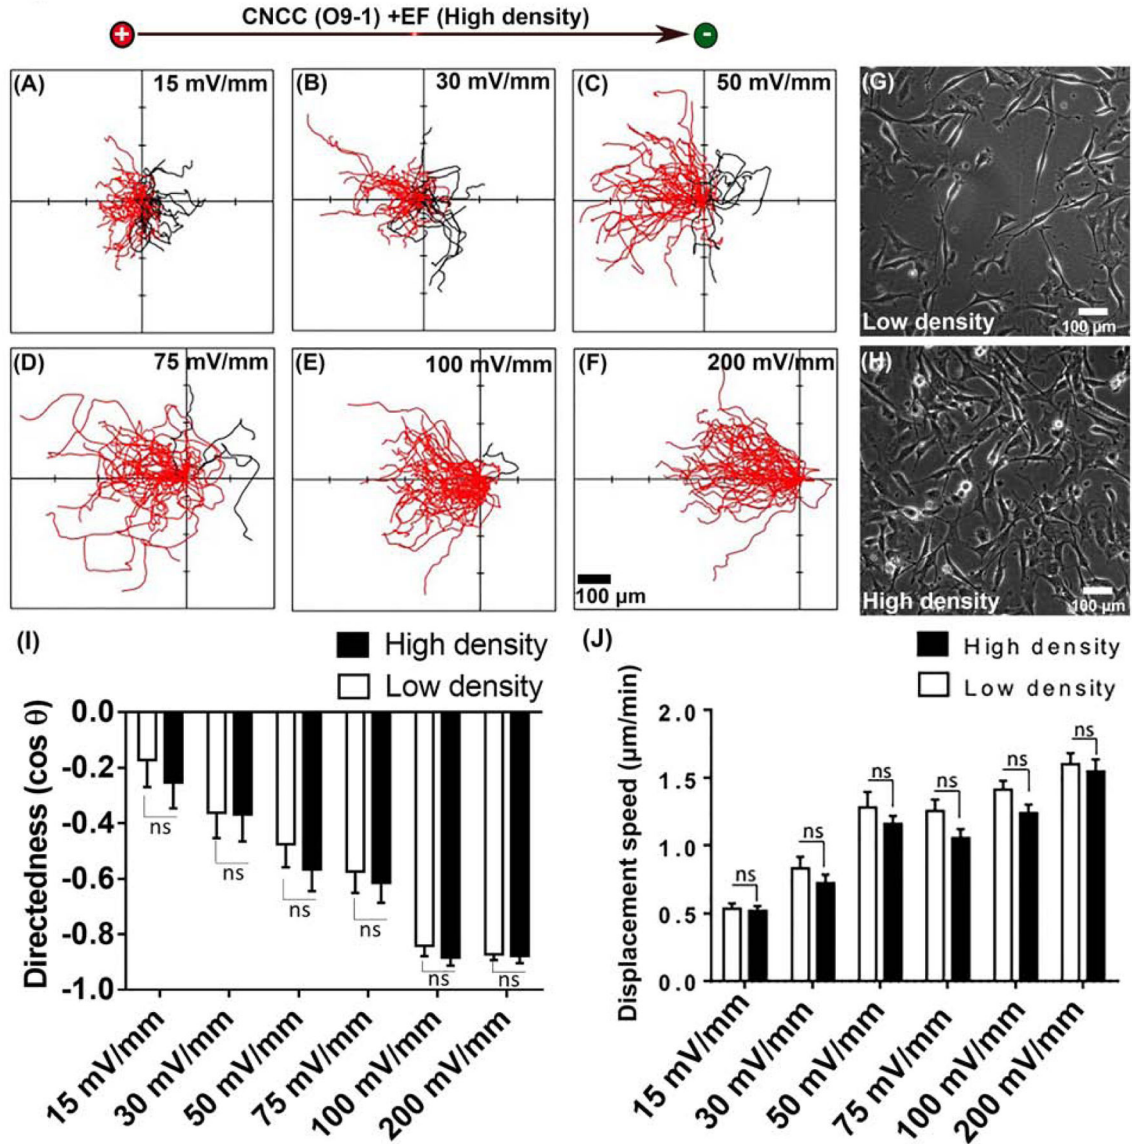 CNCC (O9-1) +EF (High density)
+
-
(A) 15 mV/mm
(B) 30 mV/mm
(C) 50 mV/mm
(G)
Low density 100 µm
(D) 75 mV/mm
(E) 100 mV/mm
(F) 200 mV/mm
100 µm
(H)
High density 100 µm
(I)
High density
Low density
Directedness (cos θ)
0.0
-0.2
-0.4
-0.6
-0.8
-1.0
ns
ns
ns
ns
ns
ns
15 mV/mm
30 mV/mm
50 mV/mm
75 mV/mm
100 mV/mm
200 mV/mm
(J)
High density
Low density
Displacement speed (µm/min)
2.0
1.5
1.0
0.5
0.0
ns
ns
ns
ns
ns
ns
15 mV/mm
30 mV/mm
50 mV/mm
75 mV/mm
100 mV/mm
200 mV/mm